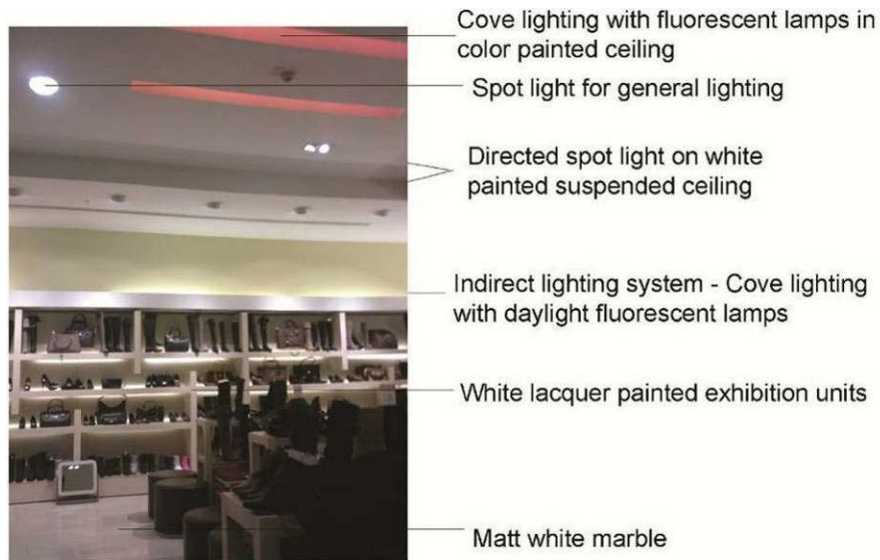 Cove lighting with fluorescent lamps in
color painted ceiling
Spot light for general lighting
Directed spot light on white
painted suspended ceiling
Indirect lighting system - Cove lighting
with daylight fluorescent lamps
White lacquer painted exhibition units
Matt white marble